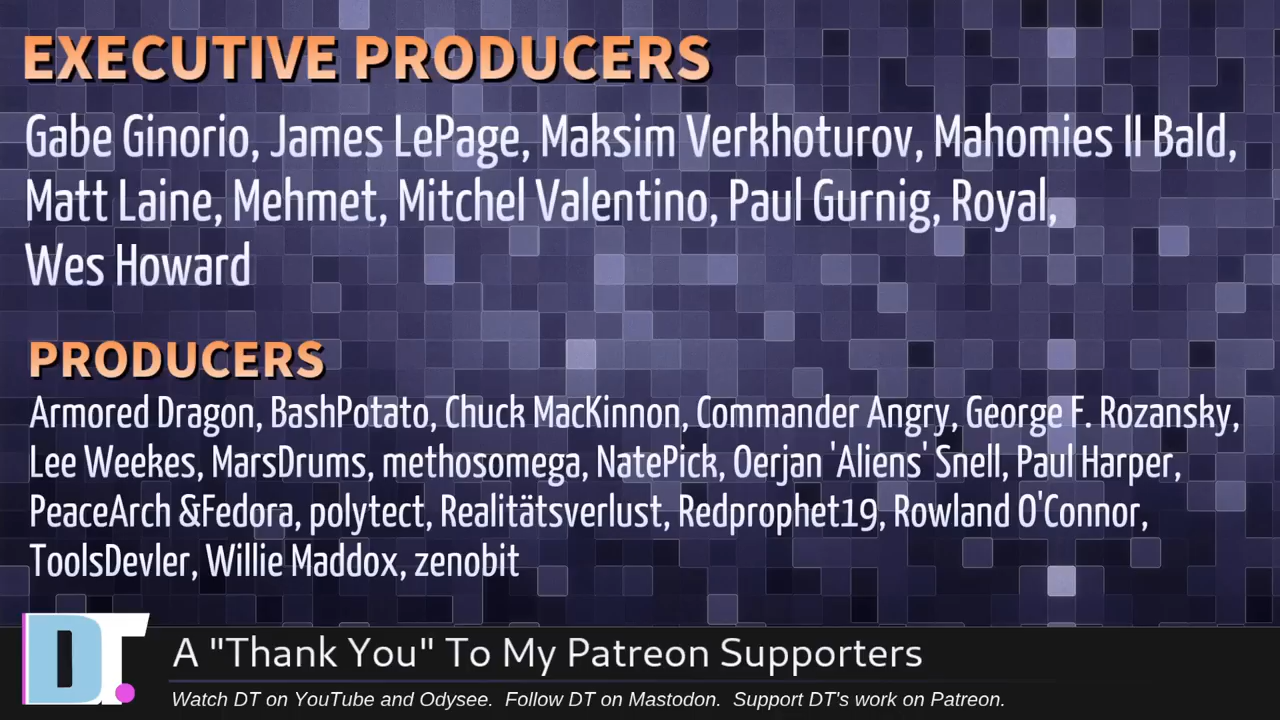 EXECUTIVE PRODUCERS
Gabe Ginorio, James LePage, Maksim Verkhoturov, Mahomies II Bald,
Matt Laine, Mehmet, Mitchel Valentino, Paul Gurnig, Royal,
Wes Howard
PRODUCERS
Armored Dragon, BashPotato, Chuck MacKinnon, Commander Angry, George F. Rozansky,
Lee Weekes, MarsDrums, methosomega, NatePick, Oerjan 'Aliens' Snell, Paul Harper,
PeaceArch &Fedora, polytect, Realitätsverlust, Redprophet19, Rowland O'Connor,
ToolsDevler, Willie Maddox, zenobit
DT.
A "Thank You" To My Patreon Supporters
Watch DT on YouTube and Odysee. Follow DT on Mastodon. Support DT's work on Patreon.